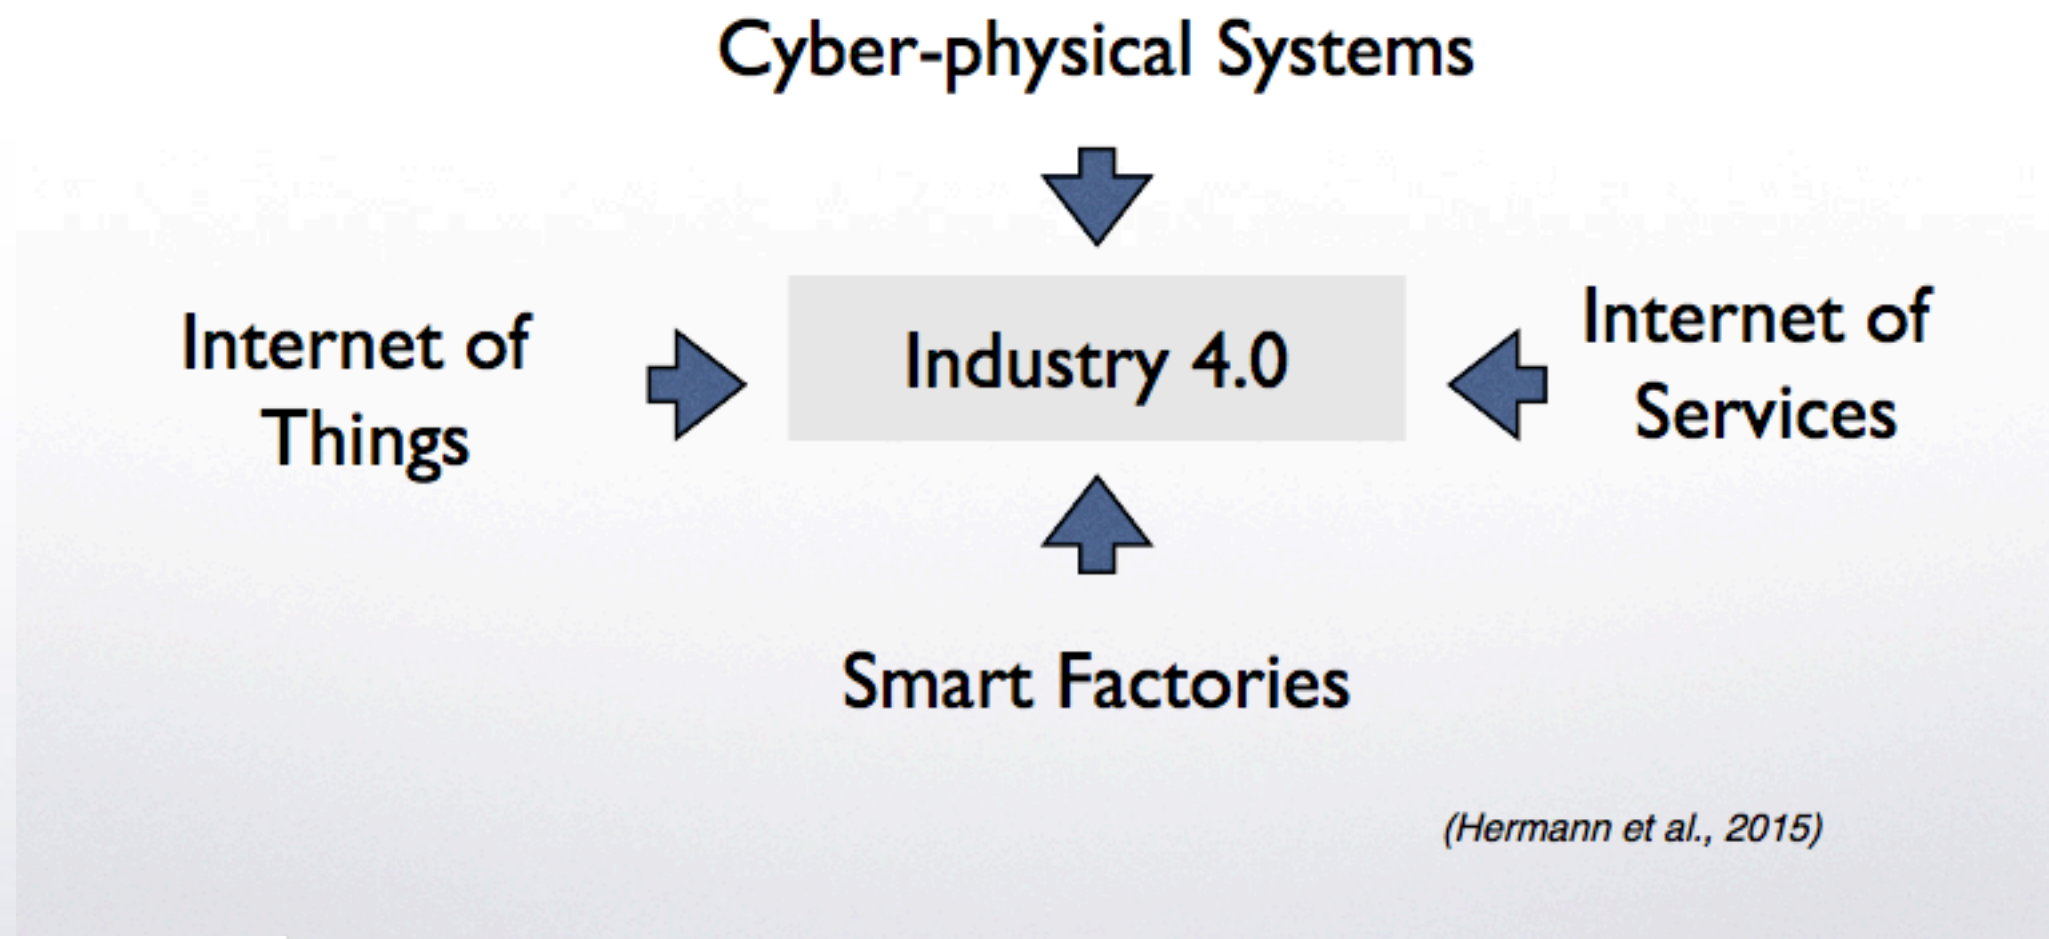 Cyber-physical Systems
Internet of
Things
Industry 4.0
Internet of
Services
Smart Factories
(Hermann et al., 2015)